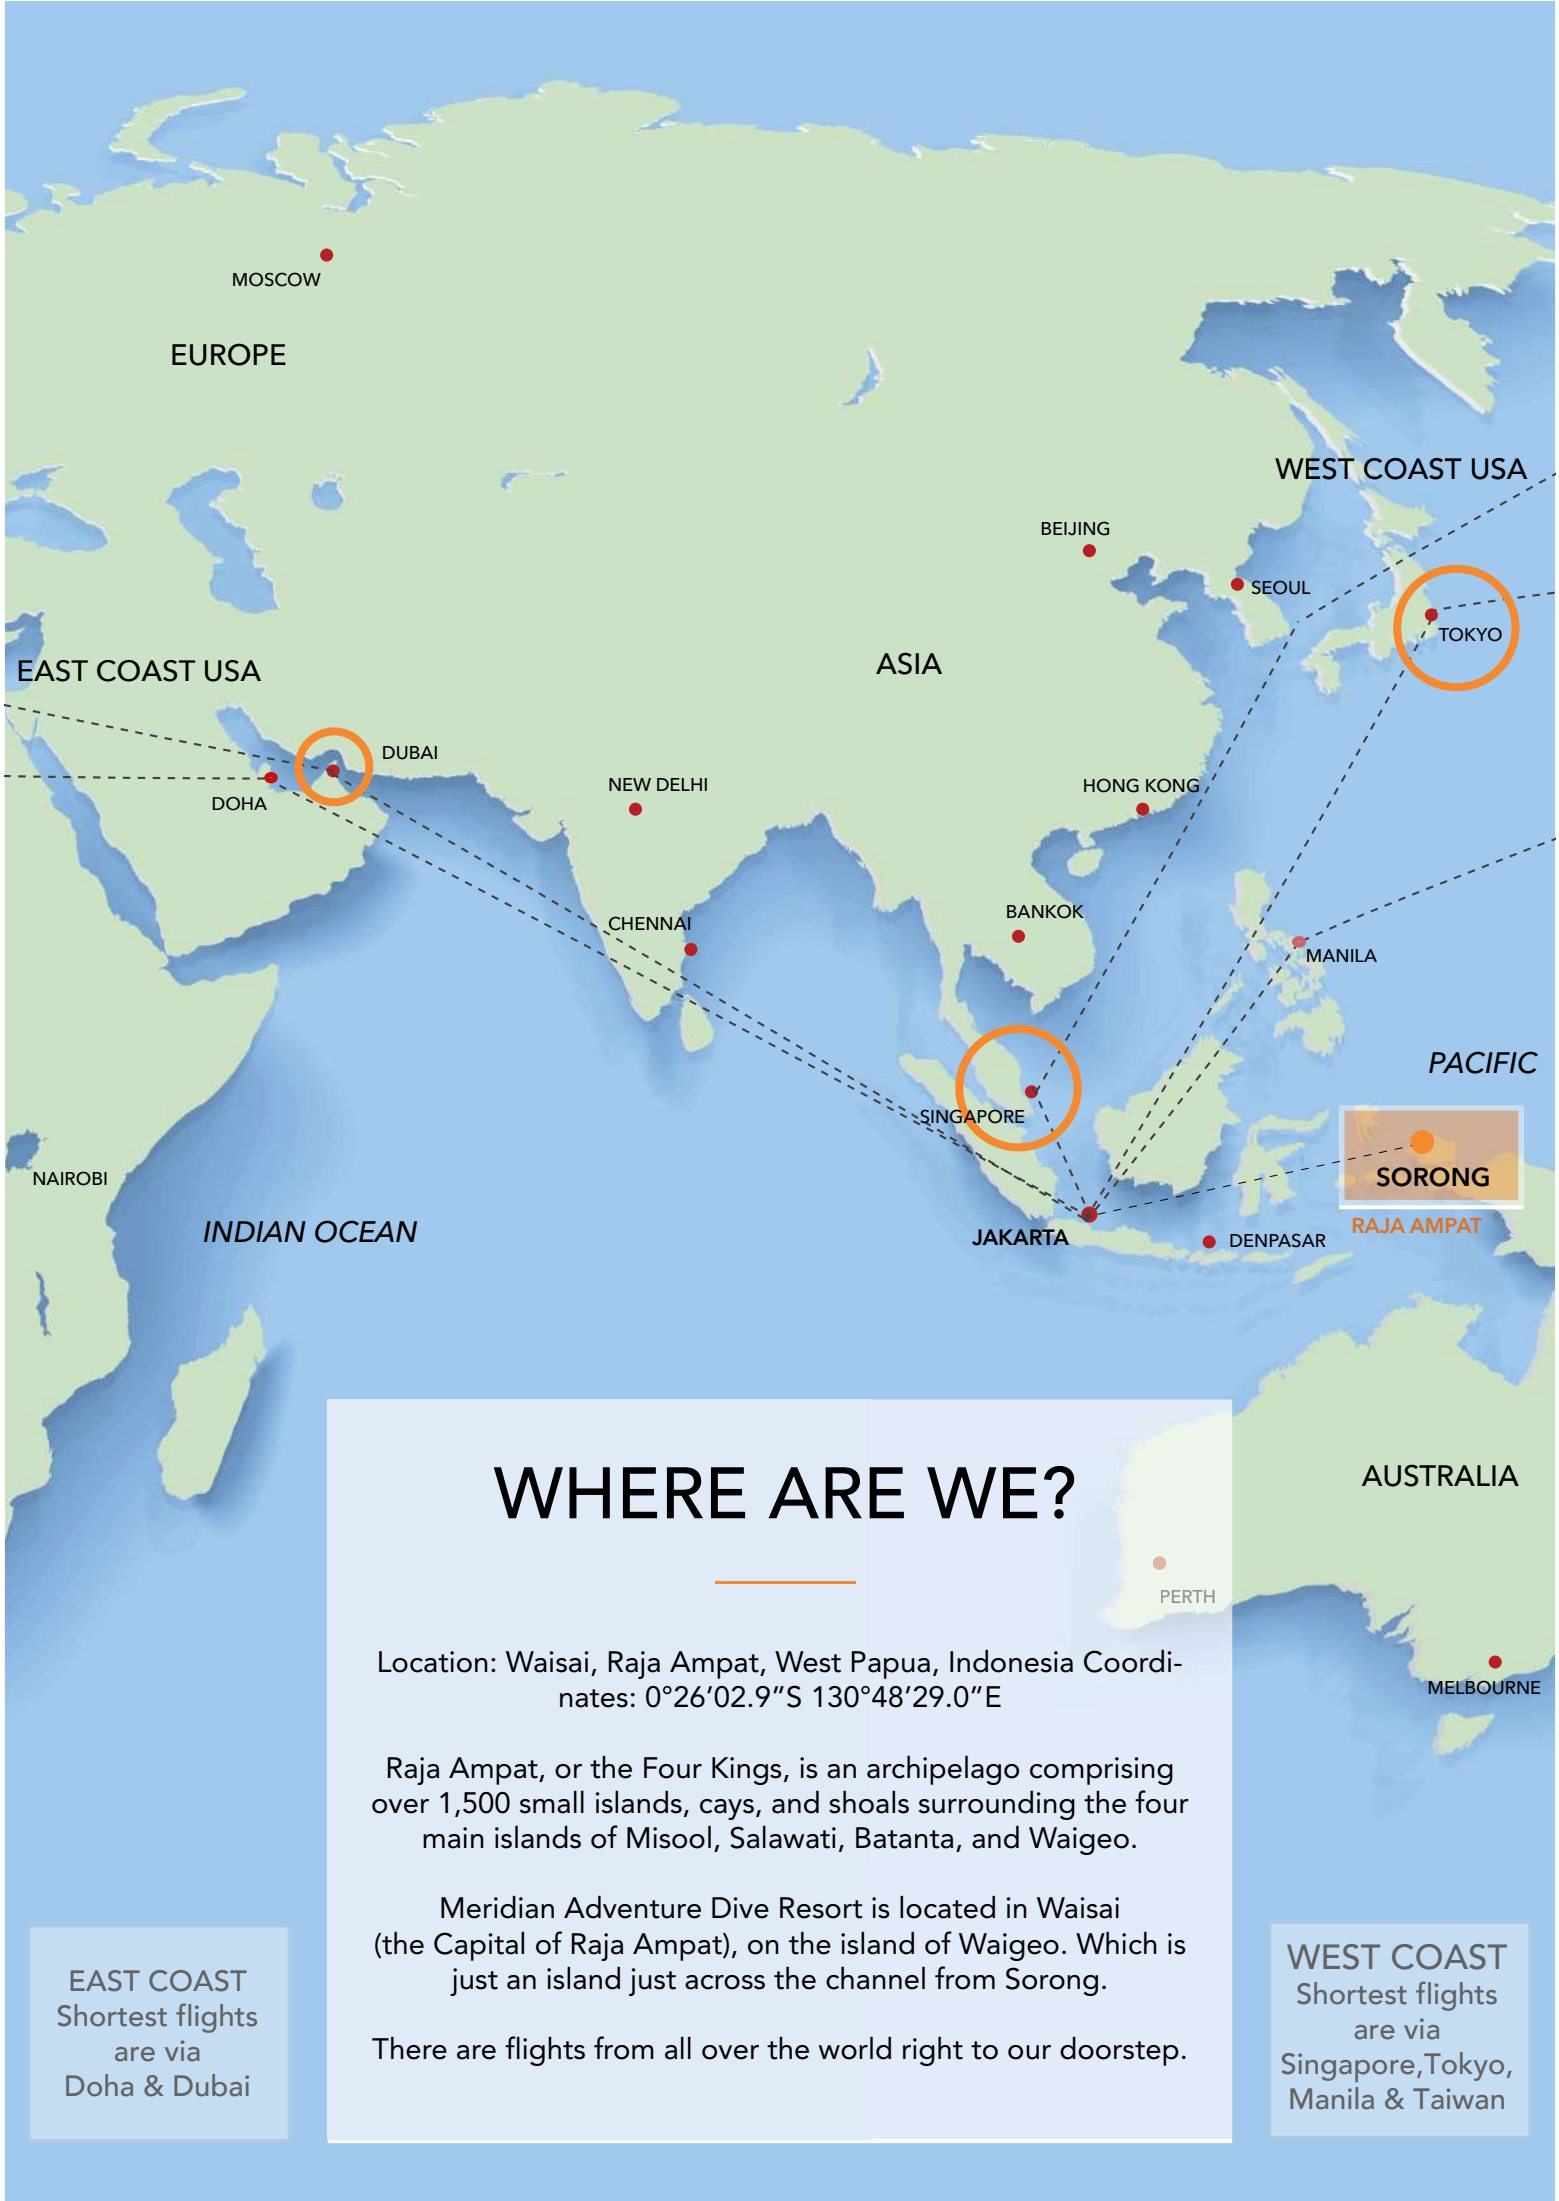 MOSCOW
EUROPE
WEST COAST USA
BEIJING
SEOUL
TOKYO
EAST COAST USA
ASIA
DUBAI
DOHA
NEW DELHI
HONG KONG
CHENNAI
BANKOK
MANILA
PACIFIC
SINGAPORE
NAIROBI
SORONG
RAJA AMPAT
INDIAN OCEAN
JAKARTA
DENPASAR
WHERE ARE WE?
AUSTRALIA
PERTH
MELBOURNE
Location: Waisai, Raja Ampat, West Papua, Indonesia Coordi-
nates: 0°26’02.9”S 130°48’29.0”E
Raja Ampat, or the Four Kings, is an archipelago comprising
over 1,500 small islands, cays, and shoals surrounding the four
main islands of Misool, Salawati, Batanta, and Waigeo.
Meridian Adventure Dive Resort is located in Waisai
(the Capital of Raja Ampat), on the island of Waigeo. Which is
just an island just across the channel from Sorong.
There are flights from all over the world right to our doorstep.
EAST COAST
Shortest flights
are via
Doha & Dubai
WEST COAST
Shortest flights
are via
Singapore,Tokyo,
Manila & Taiwan